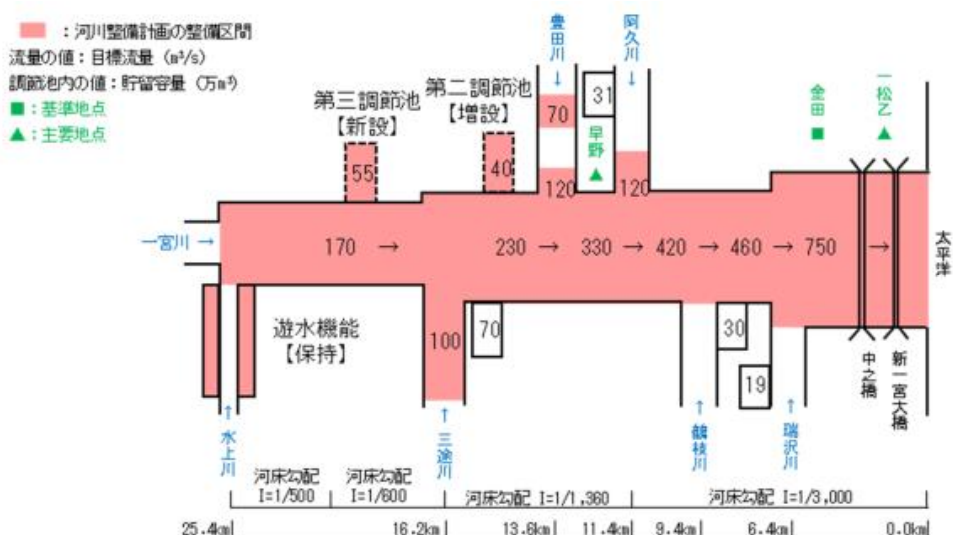 ：河川整備計画の整備区間
流量の値：目標流量（m³/s）
調節池内の値：貯留容量（万m³）
■：基準地点
▲：主要地点
第三調節池
【新設】
55
第二調節池
【増設】
40
豊田川
↓
70
120
31
早野
▲
阿久川
↓
120
金田
■
一松乙
▲
一宮川 →
170 →
230 →
330 →
420 →
460 →
750 →
太平洋
遊水機能
【保持】
100
70
30
19
↑
水上川
↑
三途川
↑
鶴枝川
↑
瑞沢川
中之橋
新一宮大橋
河床勾配
I=1/500
河床勾配
I=1/600
河床勾配 I=1/1,360
河床勾配 I=1/3,000
25.4km
16.2km
13.6km
11.4km
9.4km
6.4km
0.0km